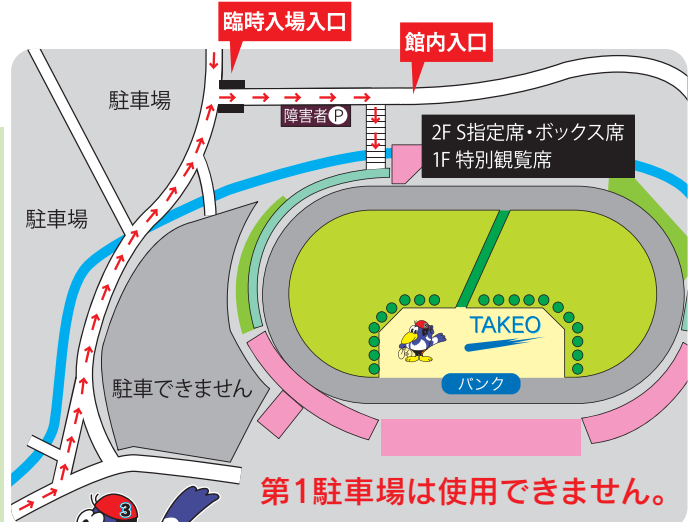 臨時入場入口
館内入口
駐車場
障害者 P
2F S指定席・ボックス席
1F 特別観覧席
駐車場
TAKEO
駐車できません
バンク
第1駐車場は使用できません。
3